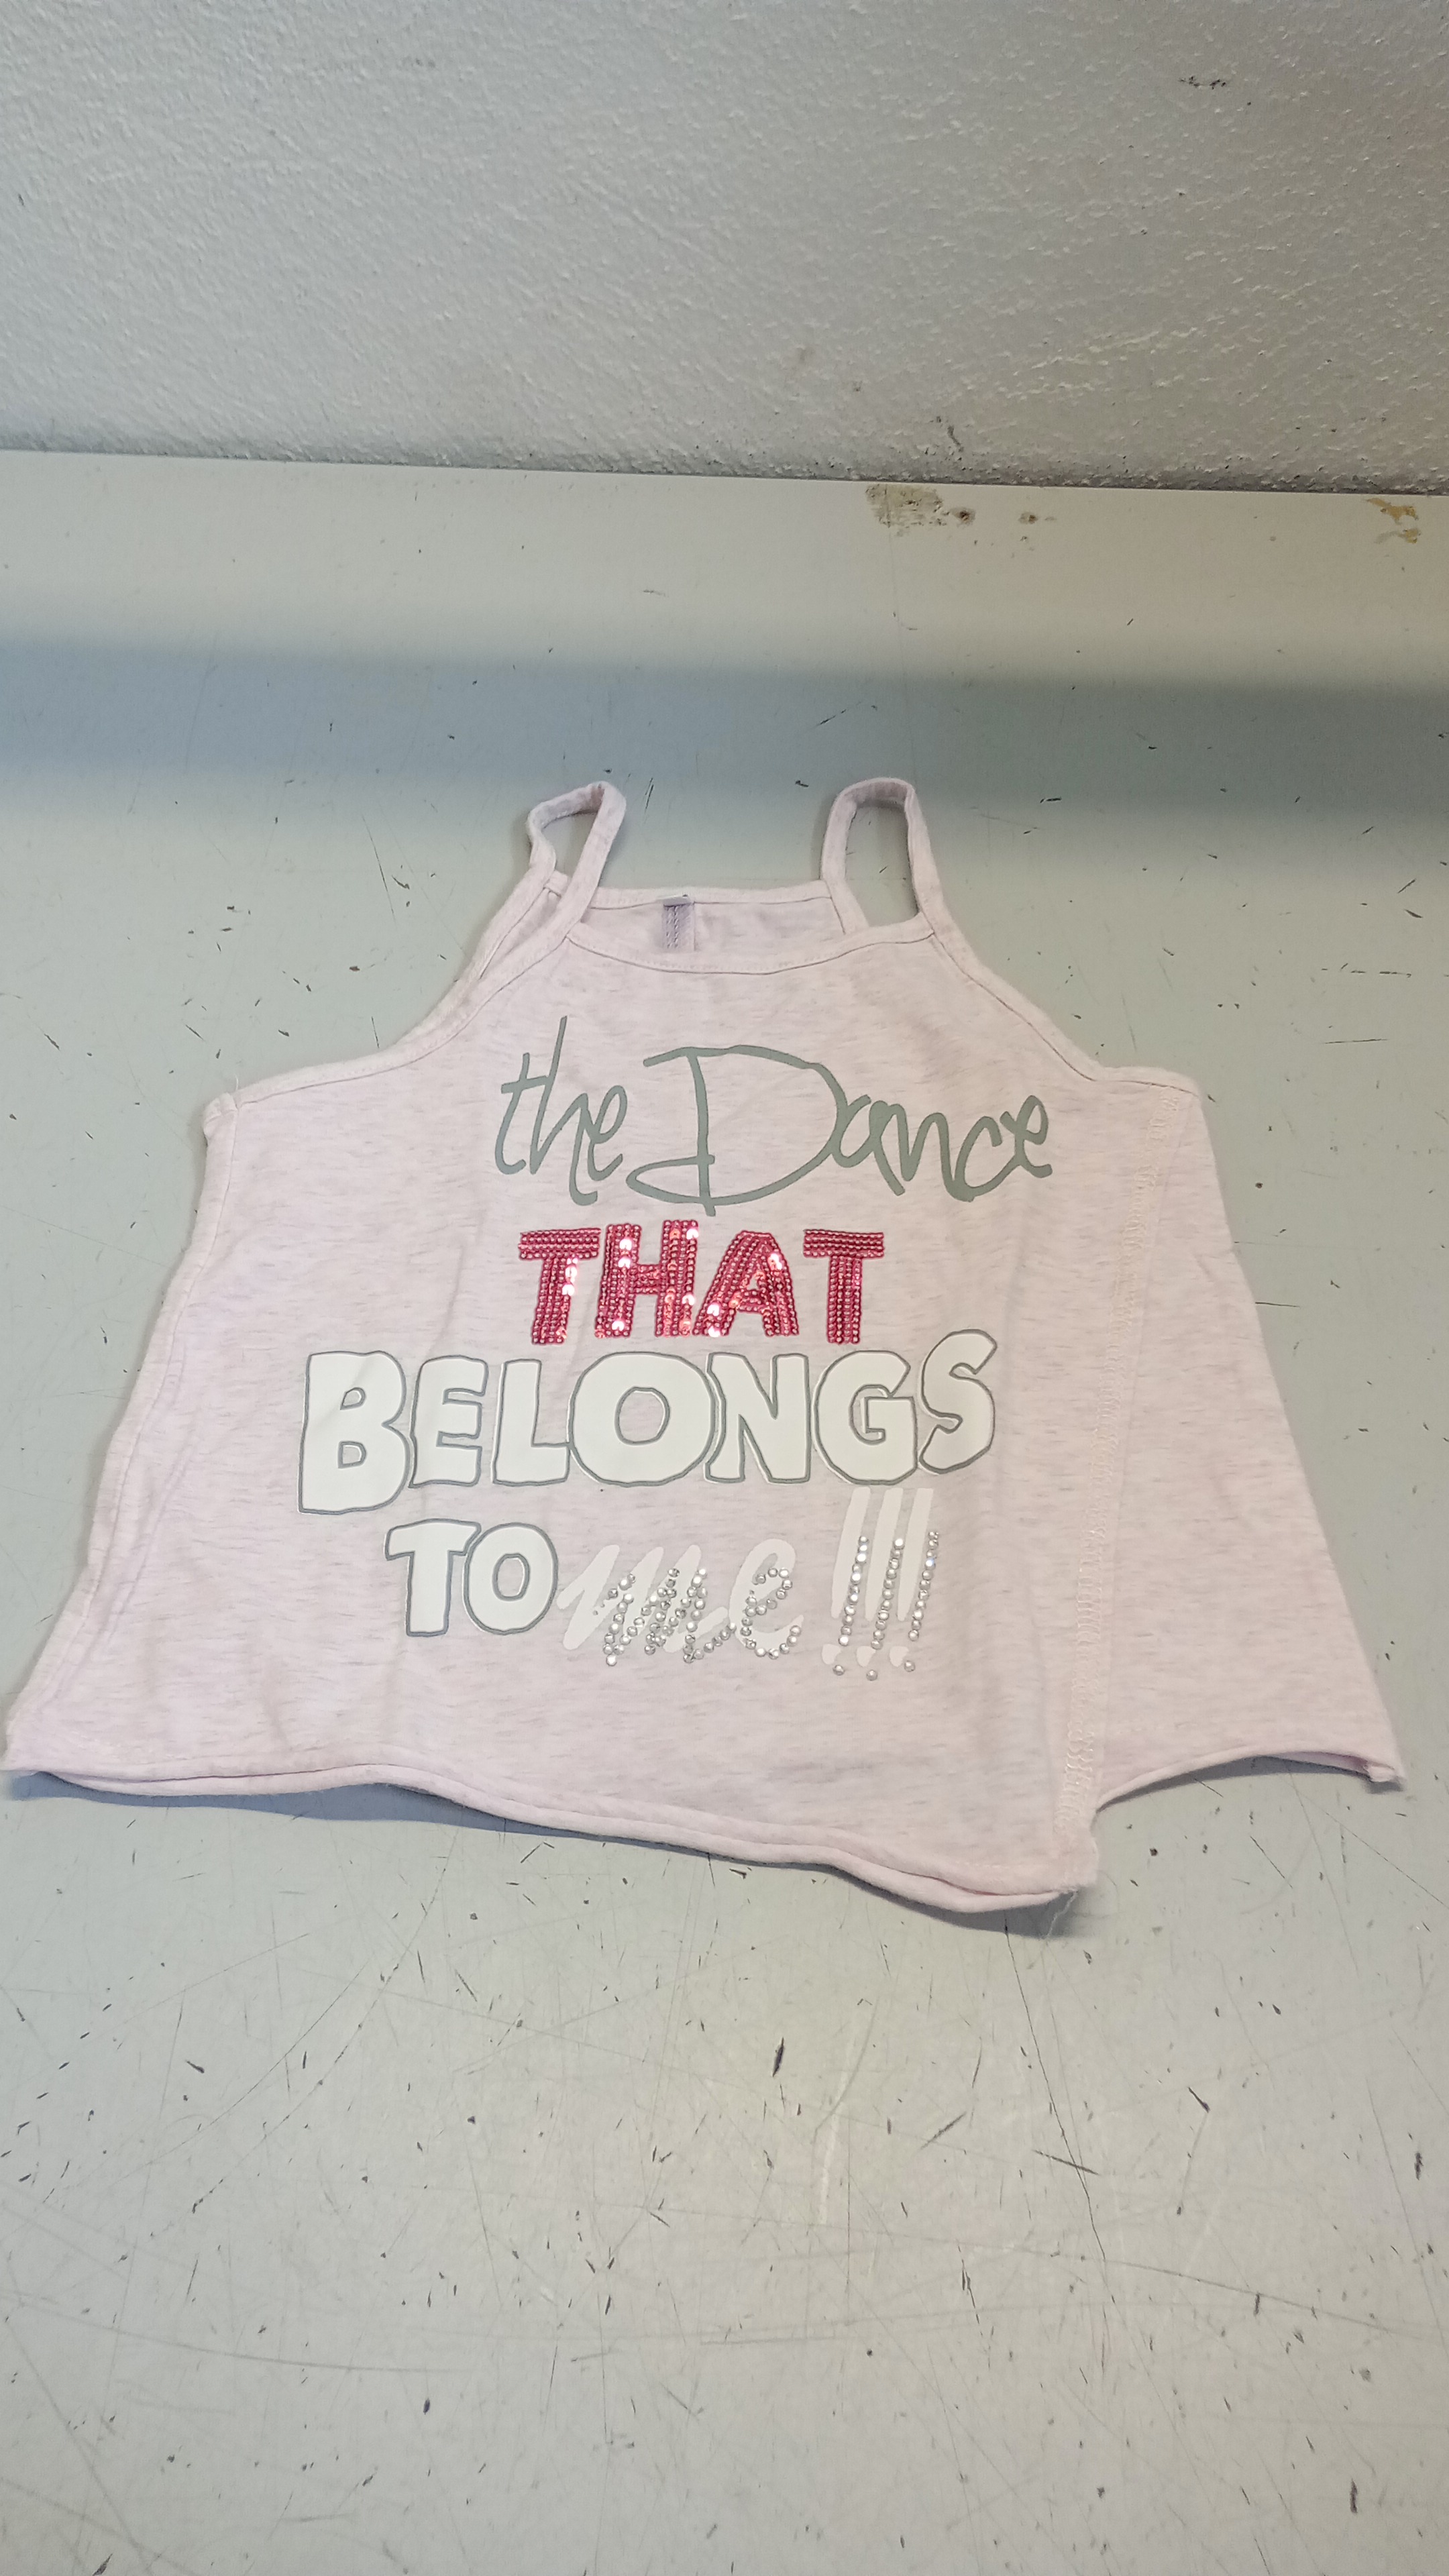 the Dance
THAT
BELONGS
TO me!!!